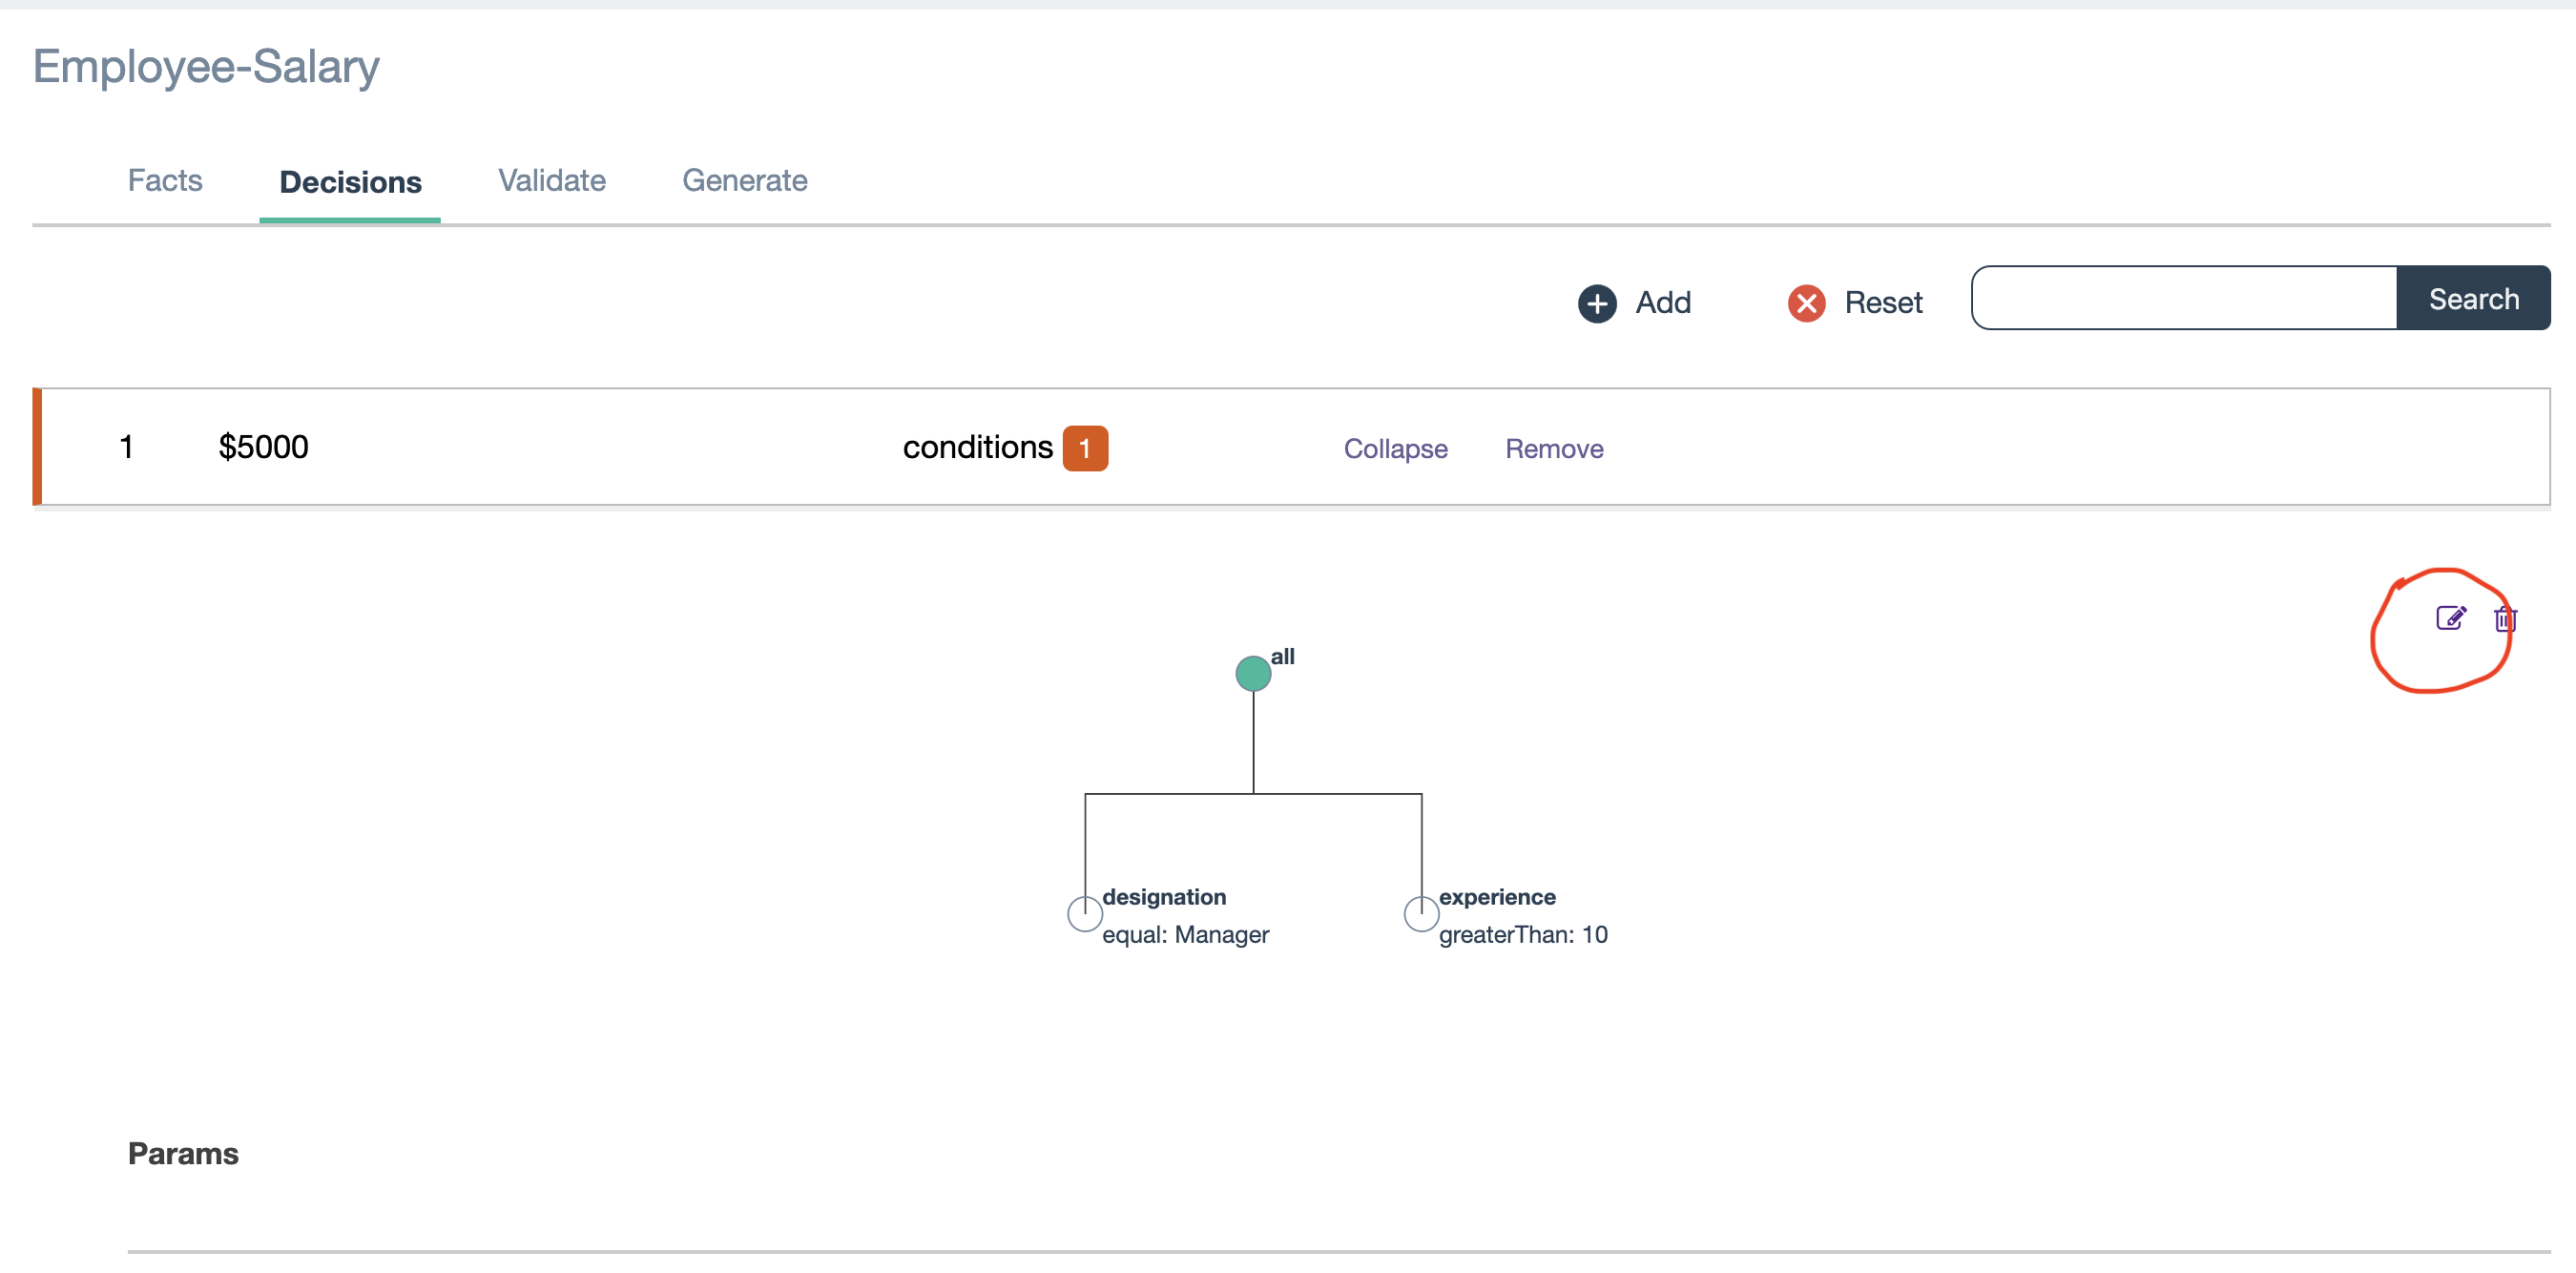 Employee-Salary
Facts Decisions Validate Generate
Add Reset Search
1 $5000 conditions 1 Collapse Remove
all
designation experience
equal: Manager greaterThan: 10
Params